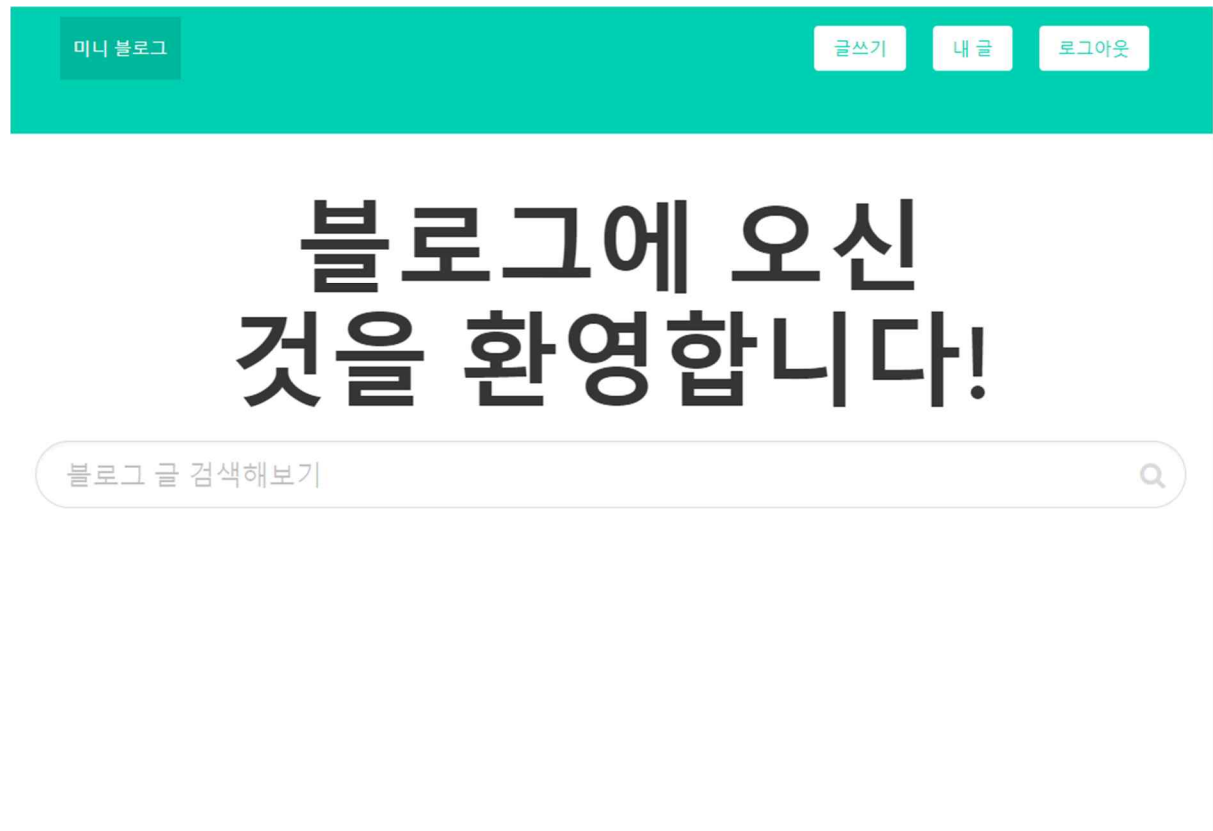 미니 블로그
글쓰기
내 글
로그아웃
블로그에 오신
것을 환영합니다!
블로그 글 검색해보기